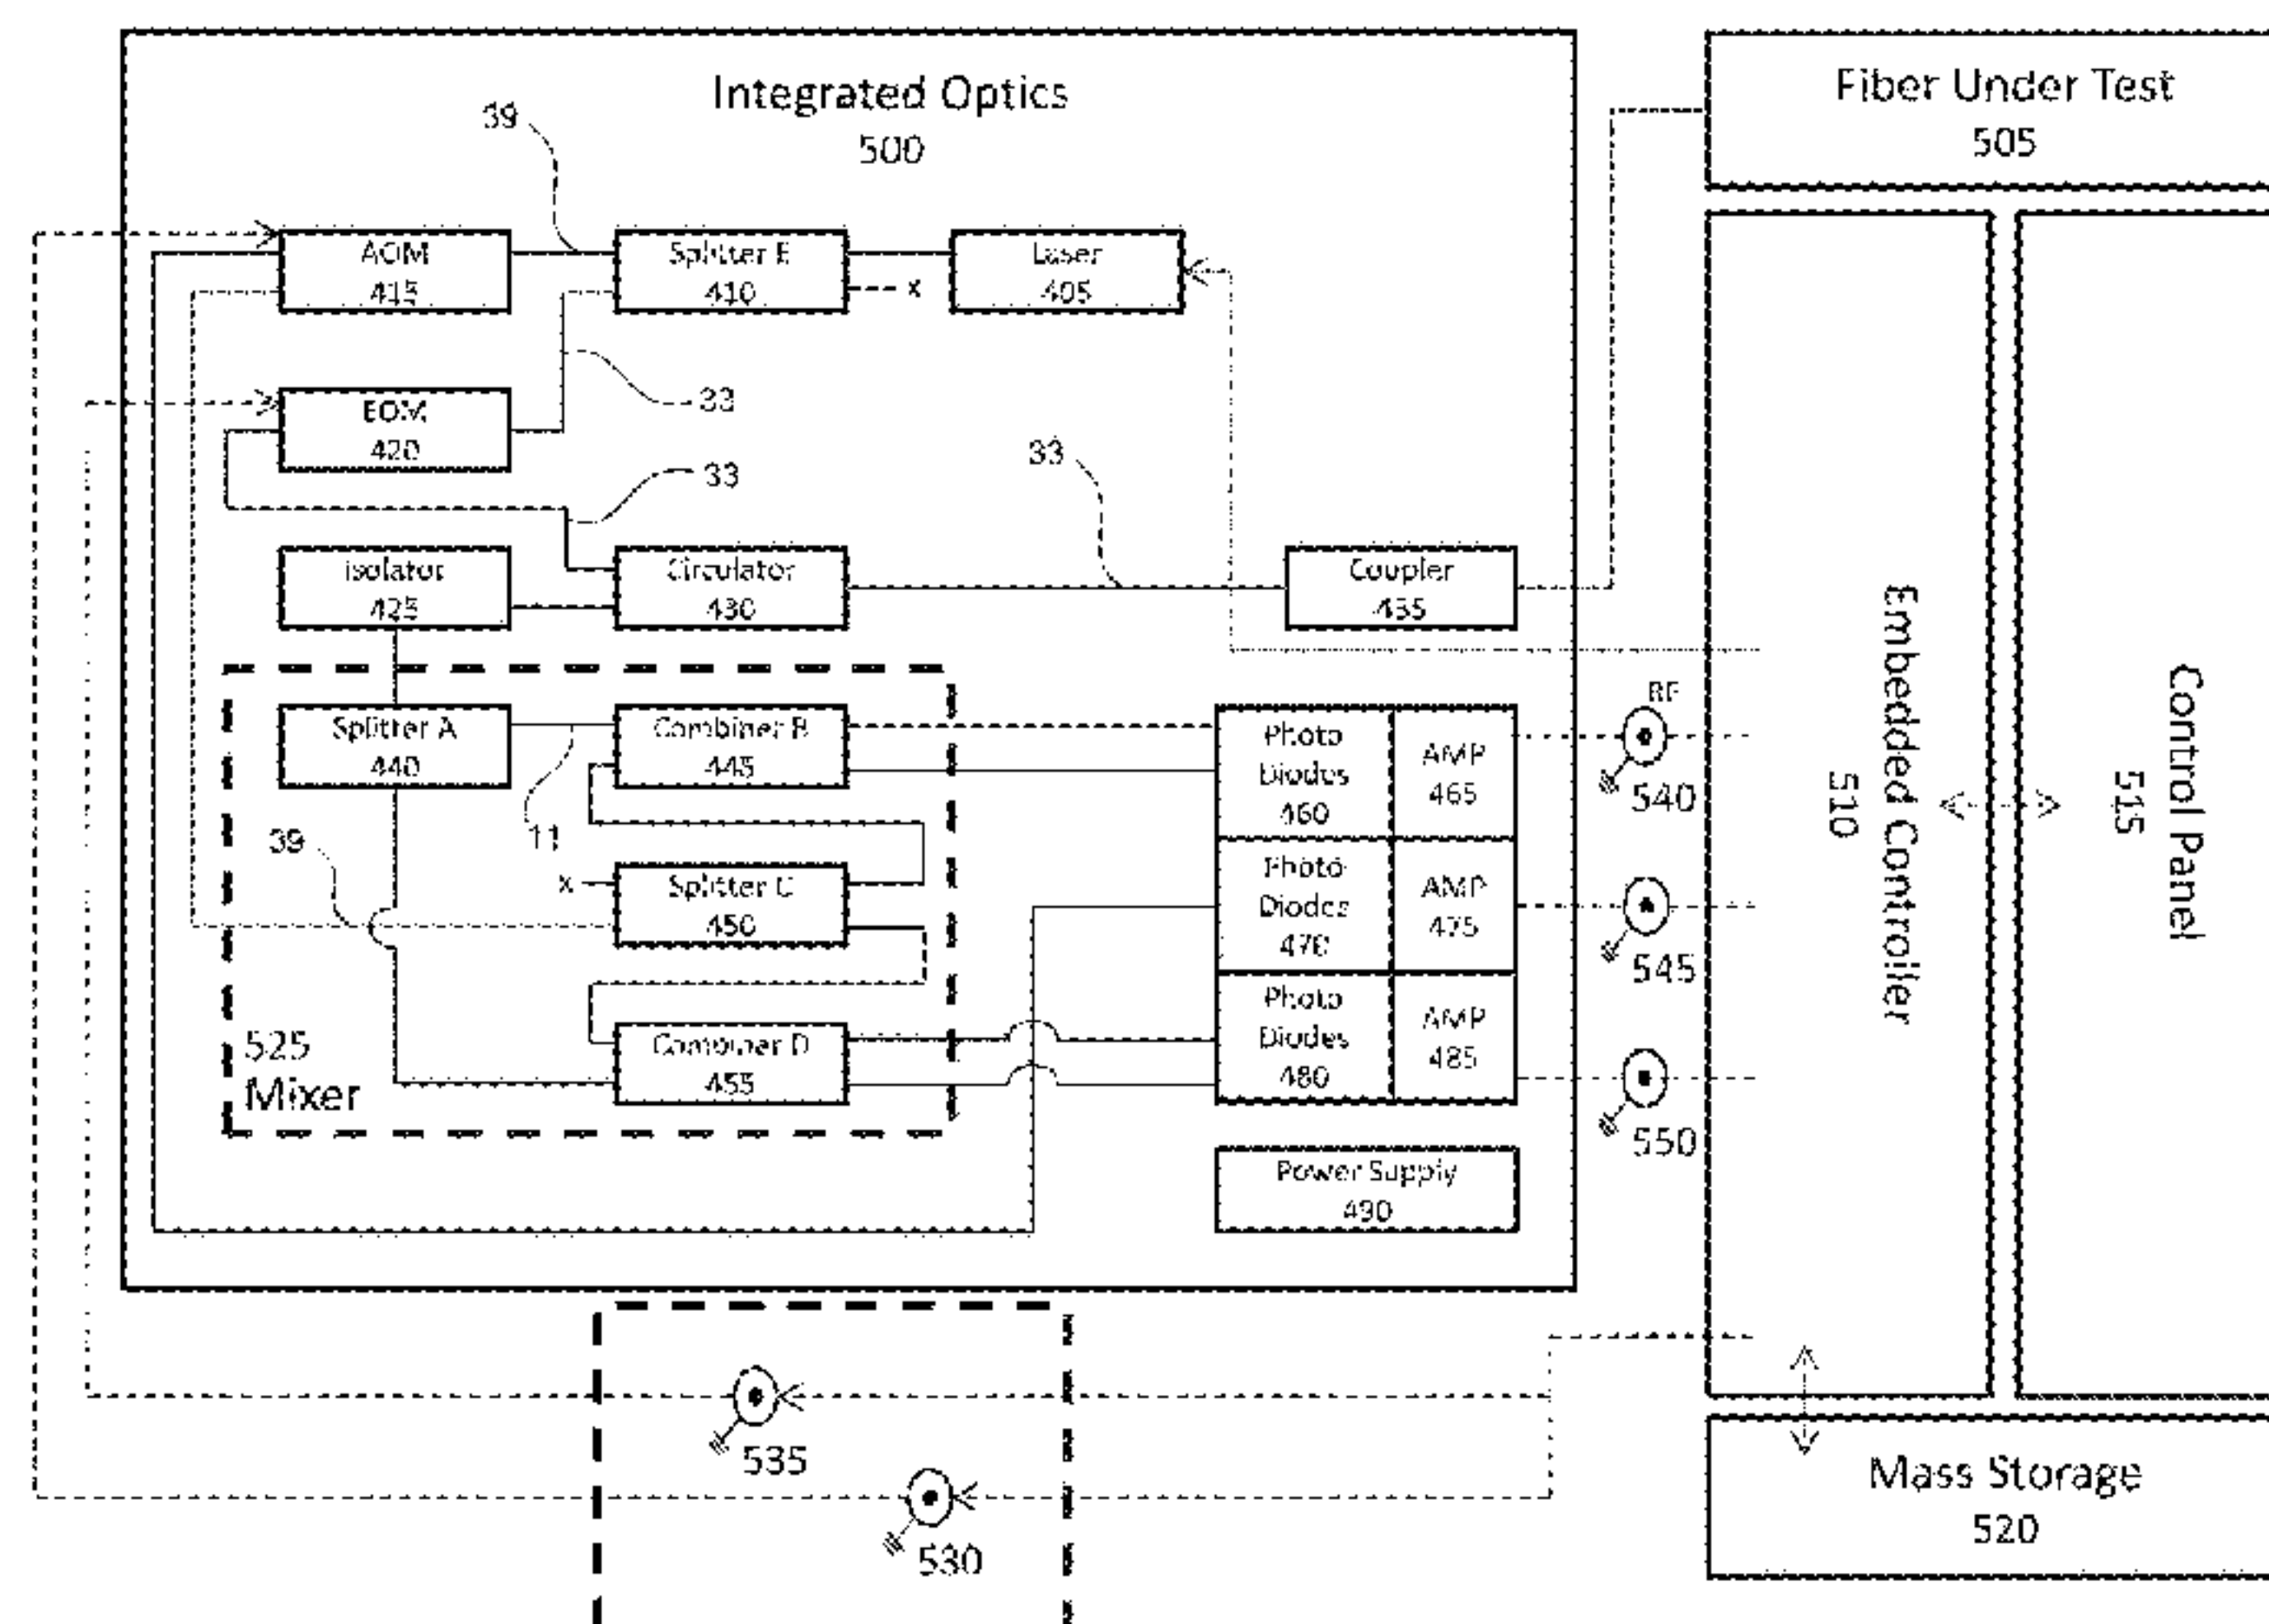 Integrated Optics
500
Fiber Under Test
505
39
AOM
415
Splitter E
410
x
Laser
405
33
EOM
420
33
33
isolator
425
Circulator
430
Coupler
435
Splitter A
440
Combiner B
445
11
39
x
Splitter C
450
Combiner D
455
525
Mixer
Photo
Diodes
460
AMP
465
Photo
Diodes
470
AMP
475
Photo
Diodes
480
AMP
485
Power Supply
490
RF
540
545
550
Embedded Controller
510
Control Panel
515
535
530
Mass Storage
520